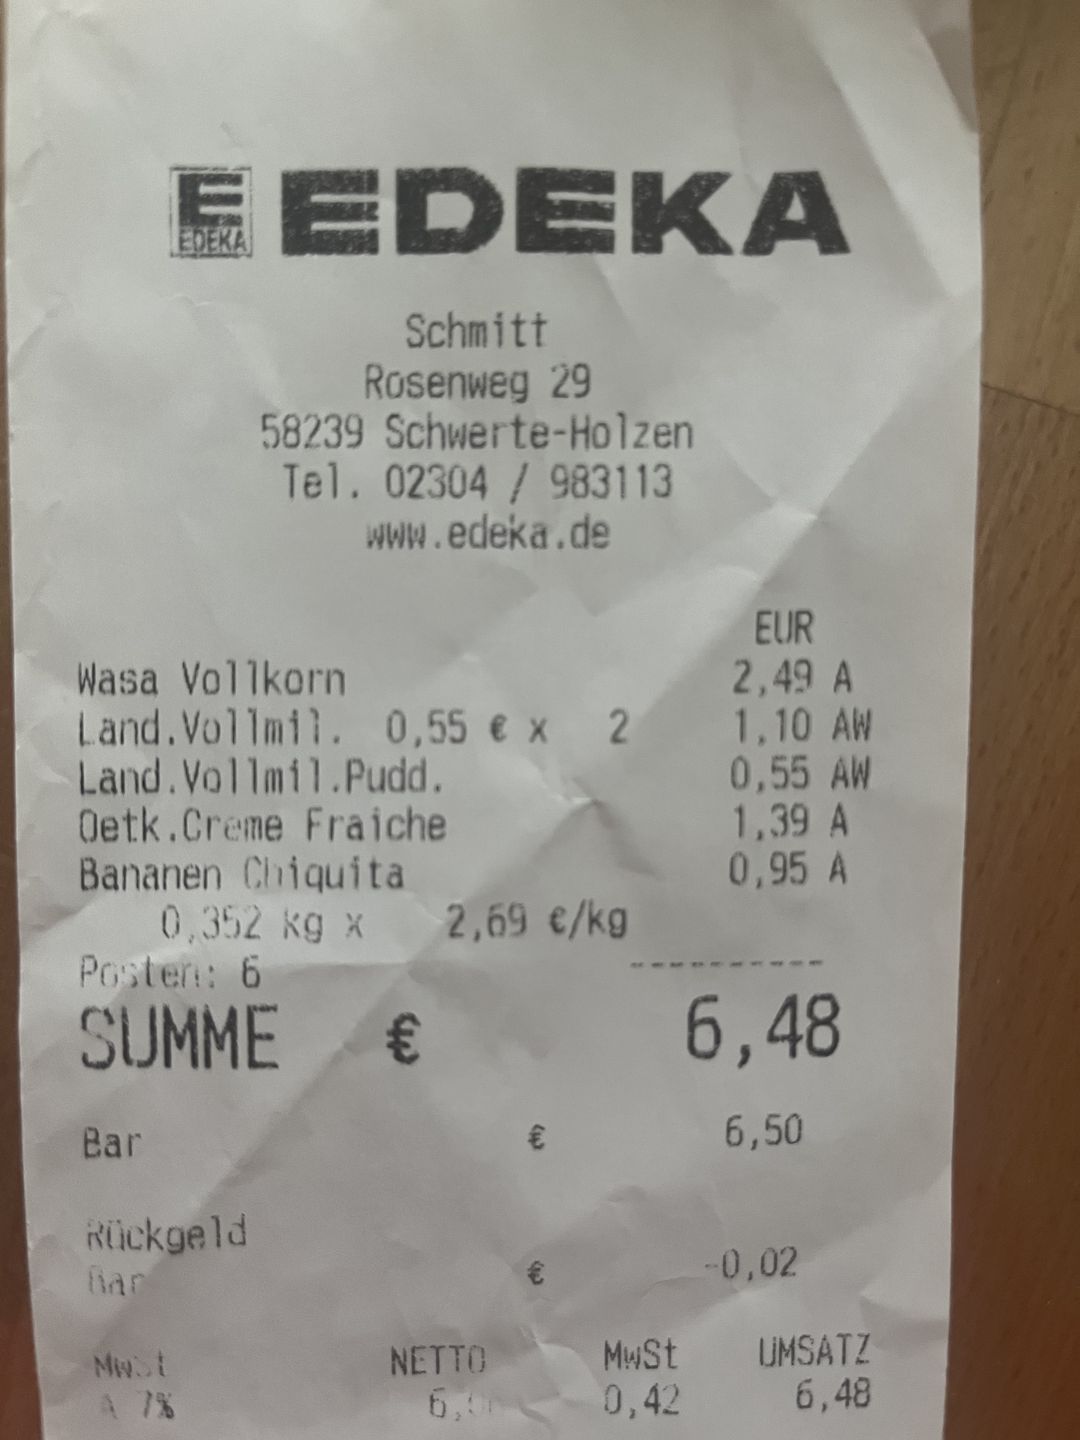 E EDEKA
EDEKA
Schmitt
Rosenweg 29
58239 Schwerte-Holzen
Tel. 02304 / 983113
www.edeka.de
EUR
Wasa Vollkorn 2,49 A
Land.Vollmil. 0,55 € x 2 1,10 AW
Land.Vollmil.Pudd. 0,55 AW
Oetk.Creme Fraiche 1,39 A
Bananen Chiquita 0,95 A
0,352 kg x 2,69 €/kg
Posten: 6
----------
SUMME € 6,48
Bar € 6,50
Rückgeld
Bar € -0,02
MwSt NETTO MwSt UMSATZ
A 7% 0,42 6,48